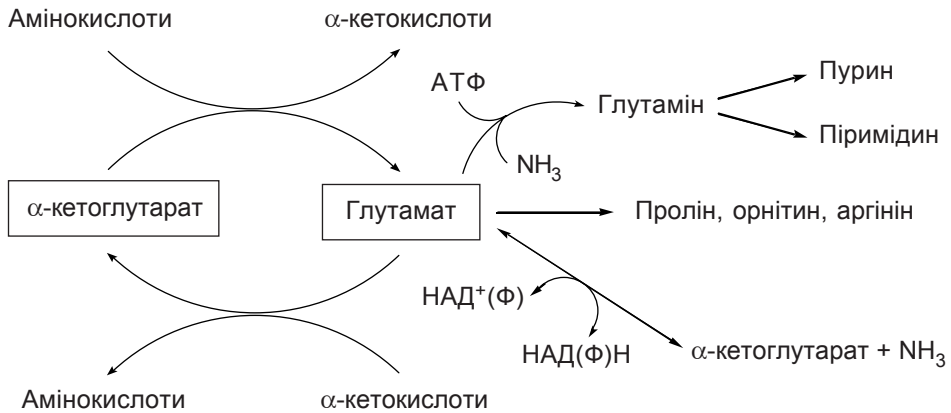 Амінокислоти
α-кетокислоти
АТФ
Пурин
Глутамін
Піримідин
NH3
α-кетоглутарат
Глутамат
Пролін, орнітин, аргінін
НАД⁺(Ф)
НАД(Ф)Н
α-кетоглутарат + NH3
Амінокислоти
α-кетокислоти